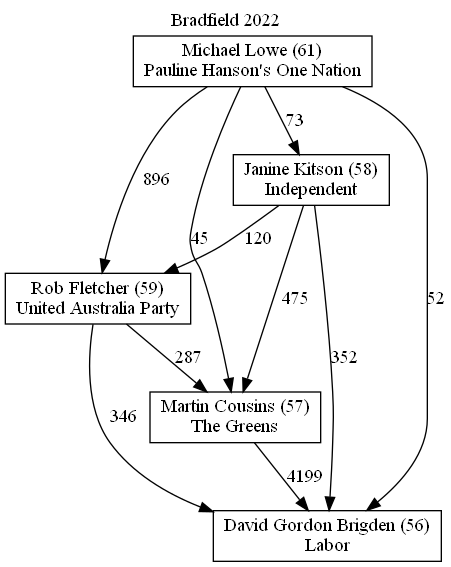 Bradfield 2022
Michael Lowe (61)
Pauline Hanson's One Nation
73
Janine Kitson (58)
Independent
896
45
120
Rob Fletcher (59)
United Australia Party
475
52
287
352
Martin Cousins (57)
The Greens
346
4199
David Gordon Brigden (56)
Labor